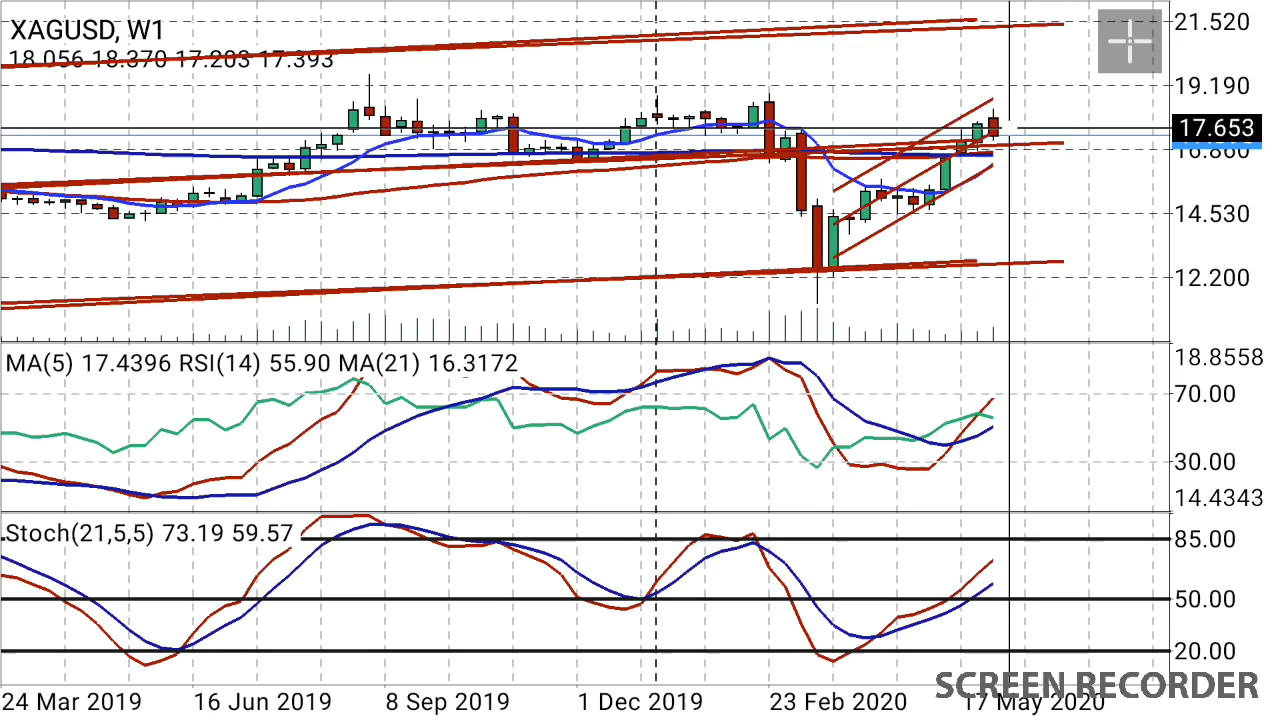 XAGUSD, W1
18.056 18.370 17.203 17.393
21.520
19.190
17.653
16.860
14.530
12.200
MA(5) 17.4396 RSI(14) 55.90 MA(21) 16.3172
18.8558
70.00
30.00
14.4343
Stoch(21,5,5) 73.19 59.57
85.00
50.00
20.00
24 Mar 2019 16 Jun 2019 8 Sep 2019 1 Dec 2019 23 Feb 2020 17 May 2020
SCREEN RECORDER